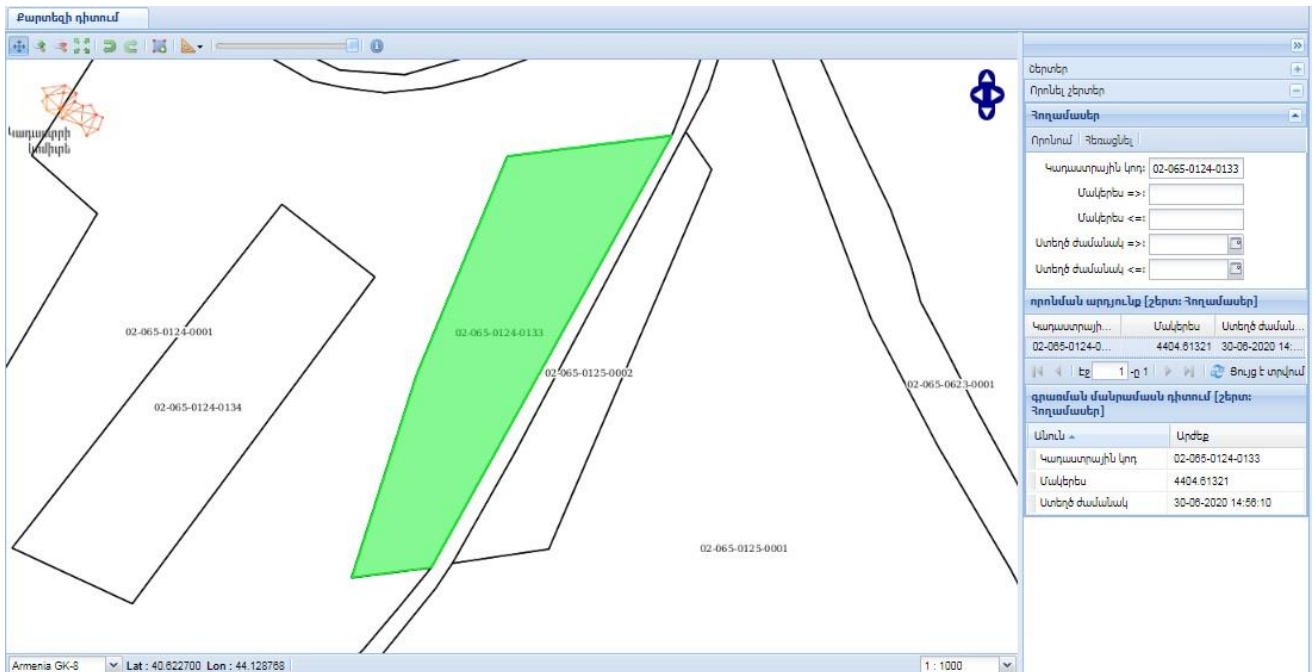 Քարտեզի դիտում
Կադաստրի
կոմիտե
02-065-0124-0001
02-065-0124-0134
02-065-0124-0133
02-065-0125-0002
02-065-0623-0001
02-065-0125-0001
Armenia GK-8 Lat : 40.622700 Lon : 44.128768 1 : 1000
Շերտեր
Որոնել շերտեր
Հողամասեր
Որոնում Հեռացնել
Կադաստրային կոդ: 02-065-0124-0133
Մակերես =>:
Մակերես <=:
Ստեղծ ժամանակ =>:
Ստեղծ ժամանակ <=:
որոնման արդյունք [շերտ: Հողամասեր]
Կադաստրայի... Մակերես Ստեղծ ժաման...
02-065-0124-0... 4404.61321 30-06-2020 14:...
Էջ 1 -ը 1 Ցույց է տրվում
գրառման մանրամասն դիտում [շերտ:
Հողամասեր]
Անուն Արժեք
Կադաստրային կոդ 02-065-0124-0133
Մակերես 4404.61321
Ստեղծ ժամանակ 30-06-2020 14:56:10